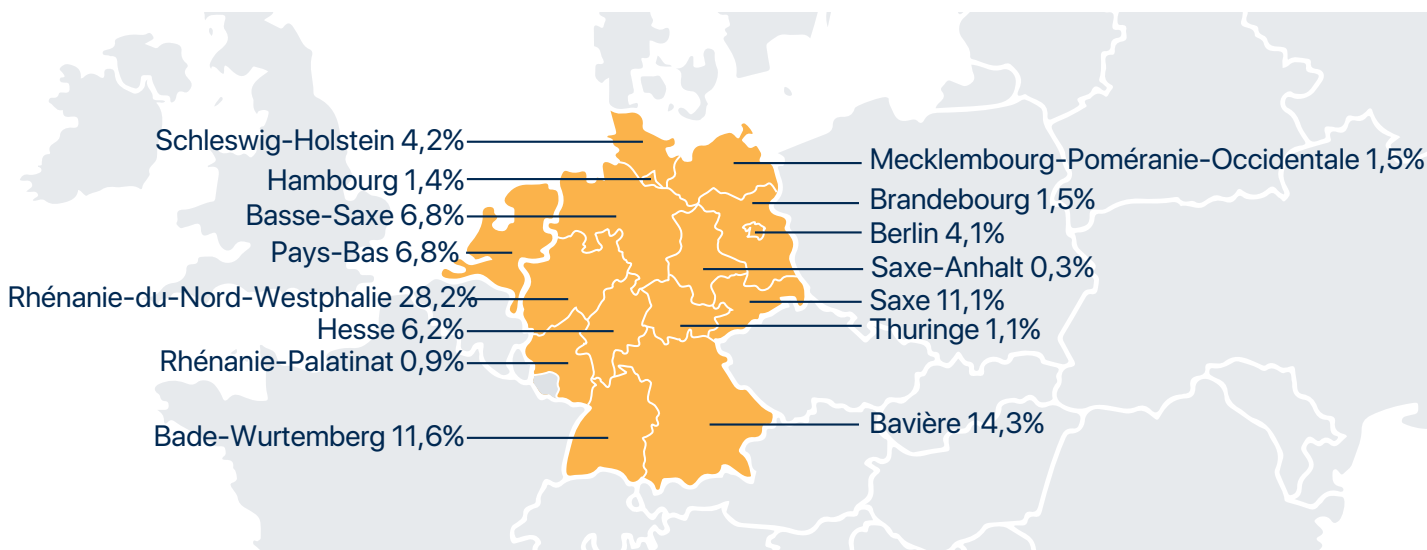 Schleswig-Holstein 4,2%
Hambourg 1,4%
Basse-Saxe 6,8%
Pays-Bas 6,8%
Rhénanie-du-Nord-Westphalie 28,2%
Hesse 6,2%
Rhénanie-Palatinat 0,9%
Bade-Wurtemberg 11,6%
Mecklembourg-Poméranie-Occidentale 1,5%
Brandebourg 1,5%
Berlin 4,1%
Saxe-Anhalt 0,3%
Saxe 11,1%
Thuringe 1,1%
Bavière 14,3%